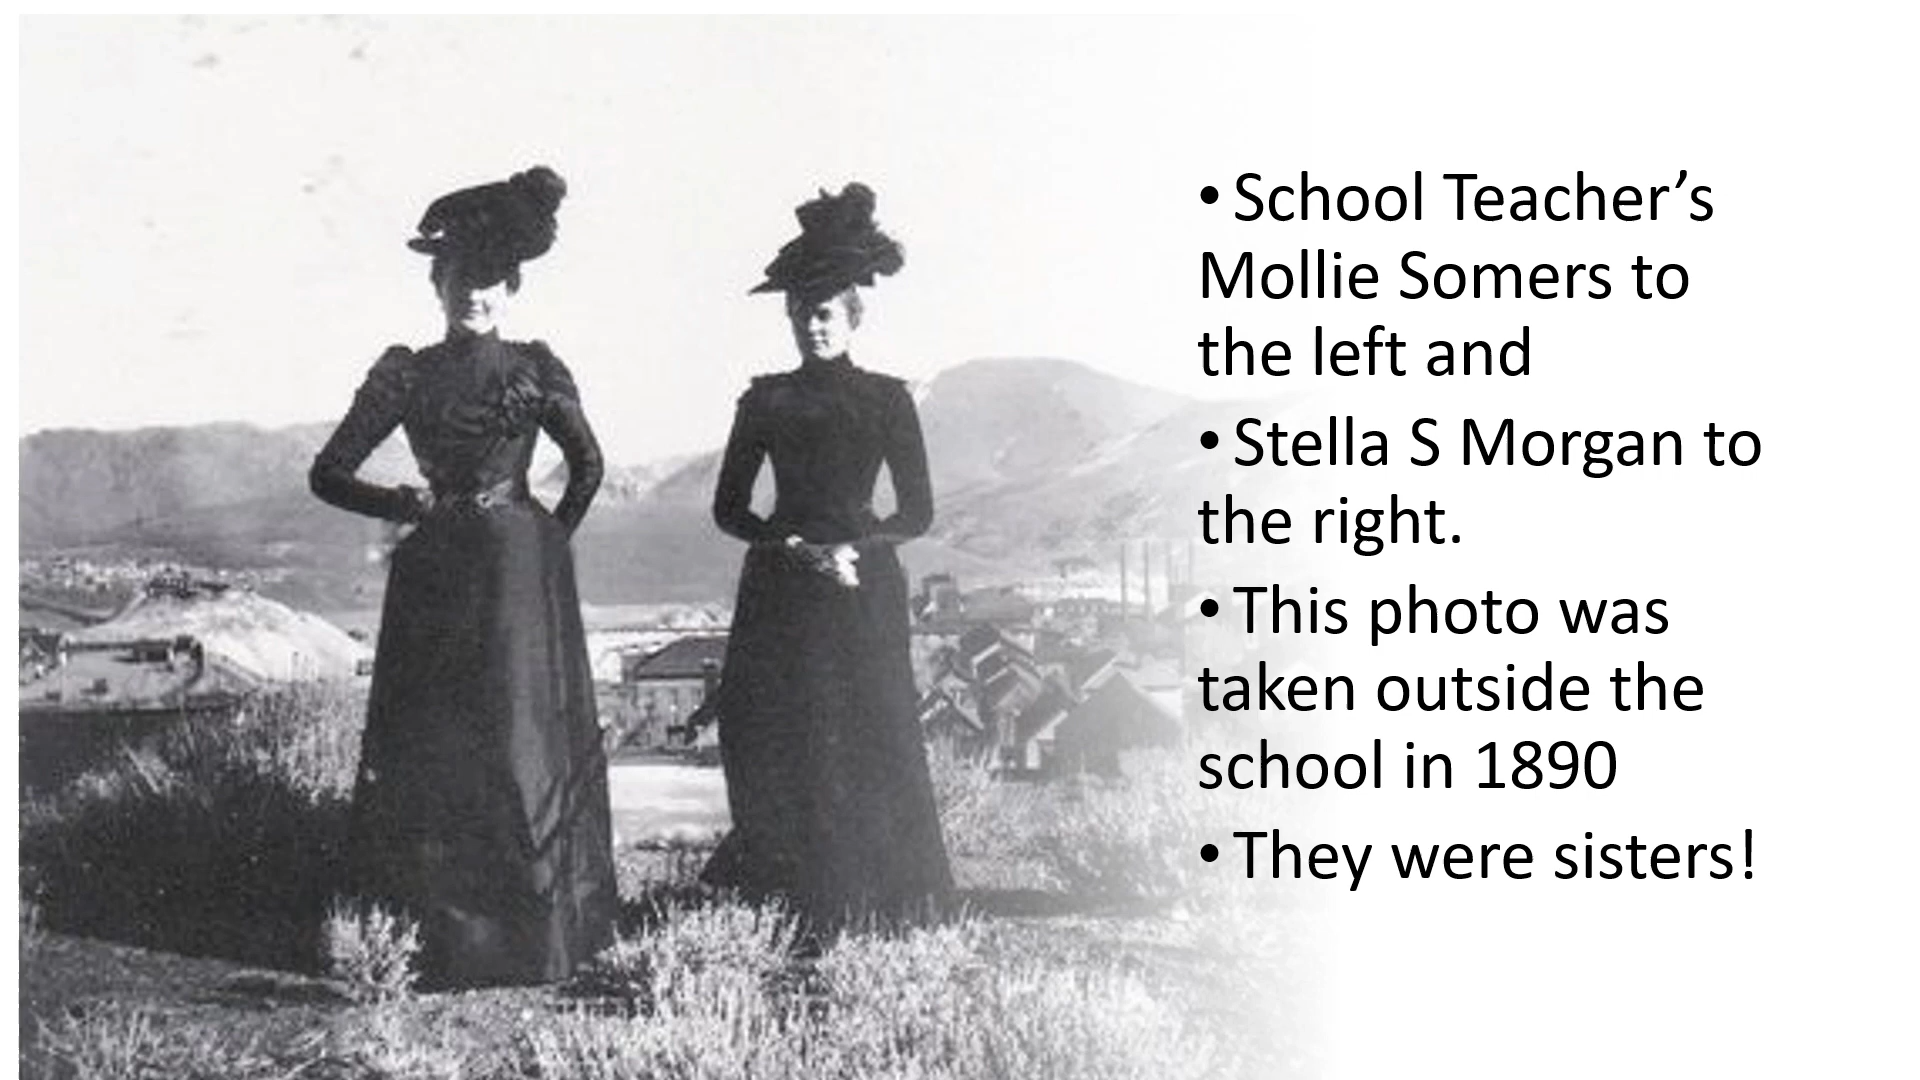 • School Teacher’s
Mollie Somers to
the left and
• Stella S Morgan to
the right.
• This photo was
taken outside the
school in 1890
• They were sisters!